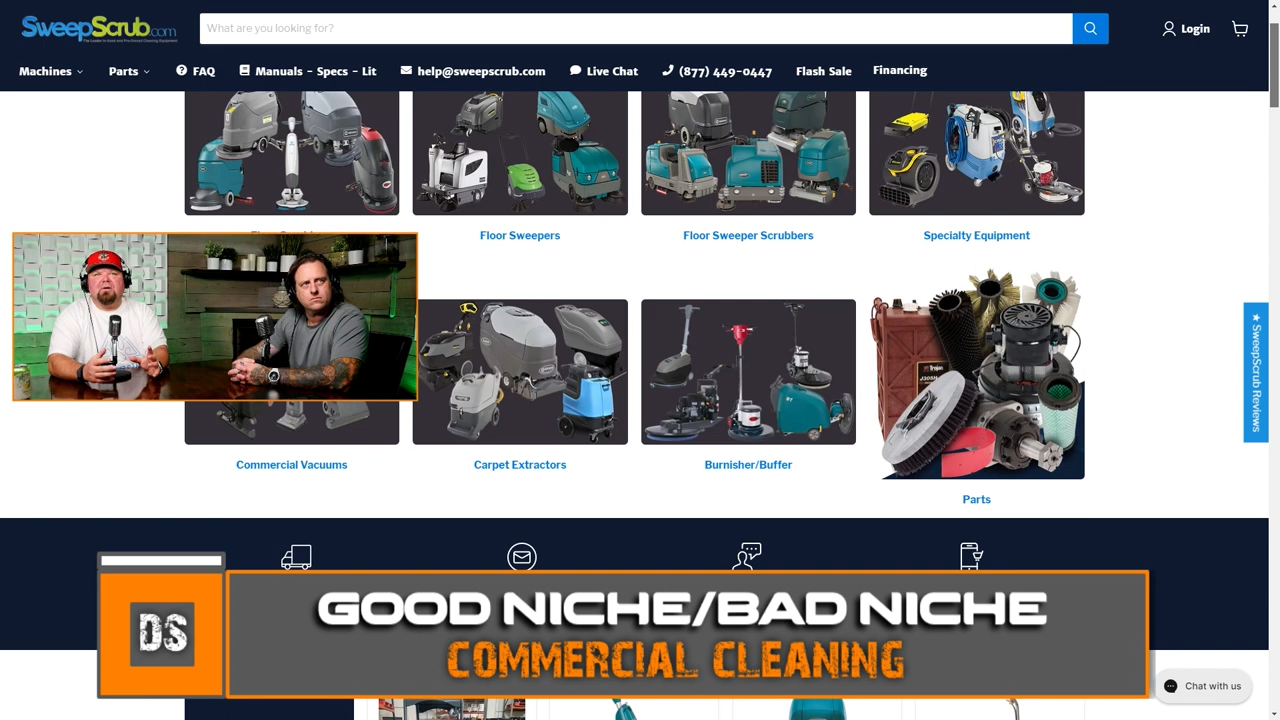 SweepScrub.com
What are you looking for?
Login
Machines
Parts
FAQ
Manuals - Specs - Lit
help@sweepscrub.com
Live Chat
(877) 449-0447
Flash Sale
Financing
Floor Sweepers
Floor Sweeper Scrubbers
Specialty Equipment
★ SweepScrub Reviews
Commercial Vacuums
Carpet Extractors
Burnisher/Buffer
Parts
DS
GOOD NICHE/BAD NICHE
COMMERCIAL CLEANING
Chat with us